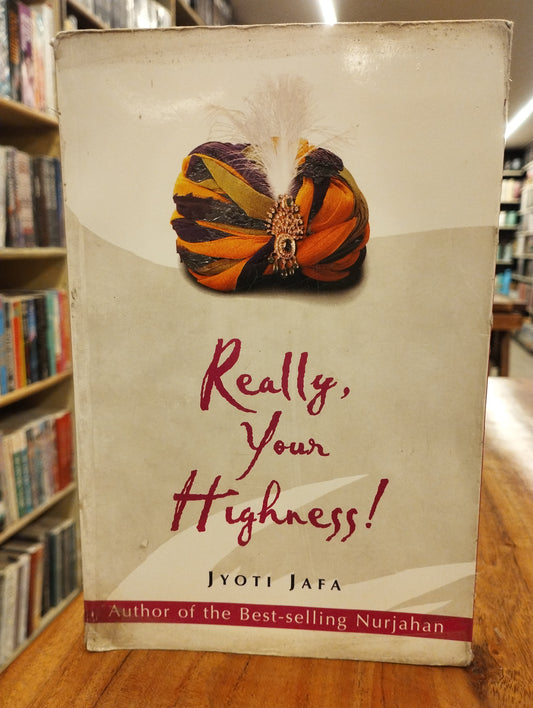 Really,
Your
Highness!
JYOTI JAFA
Author of the Best-selling Nurjahan